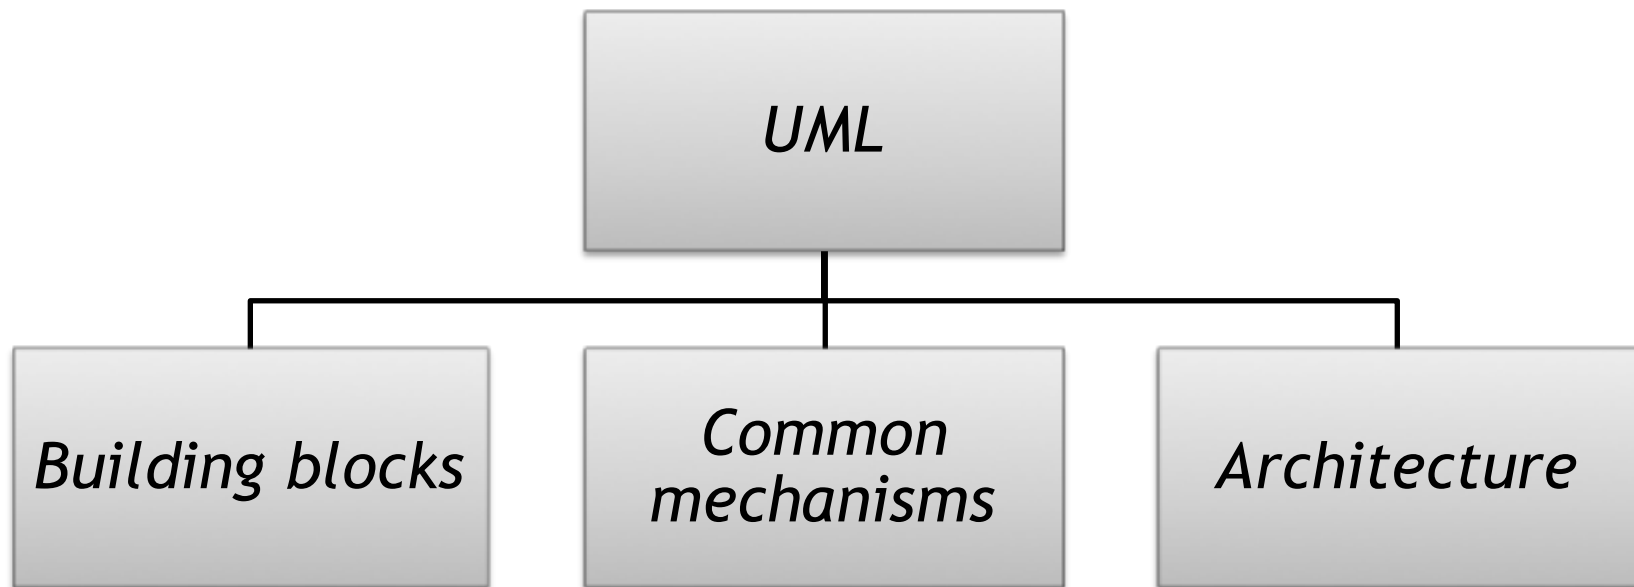 UML
Building blocks
Common
mechanisms
Architecture